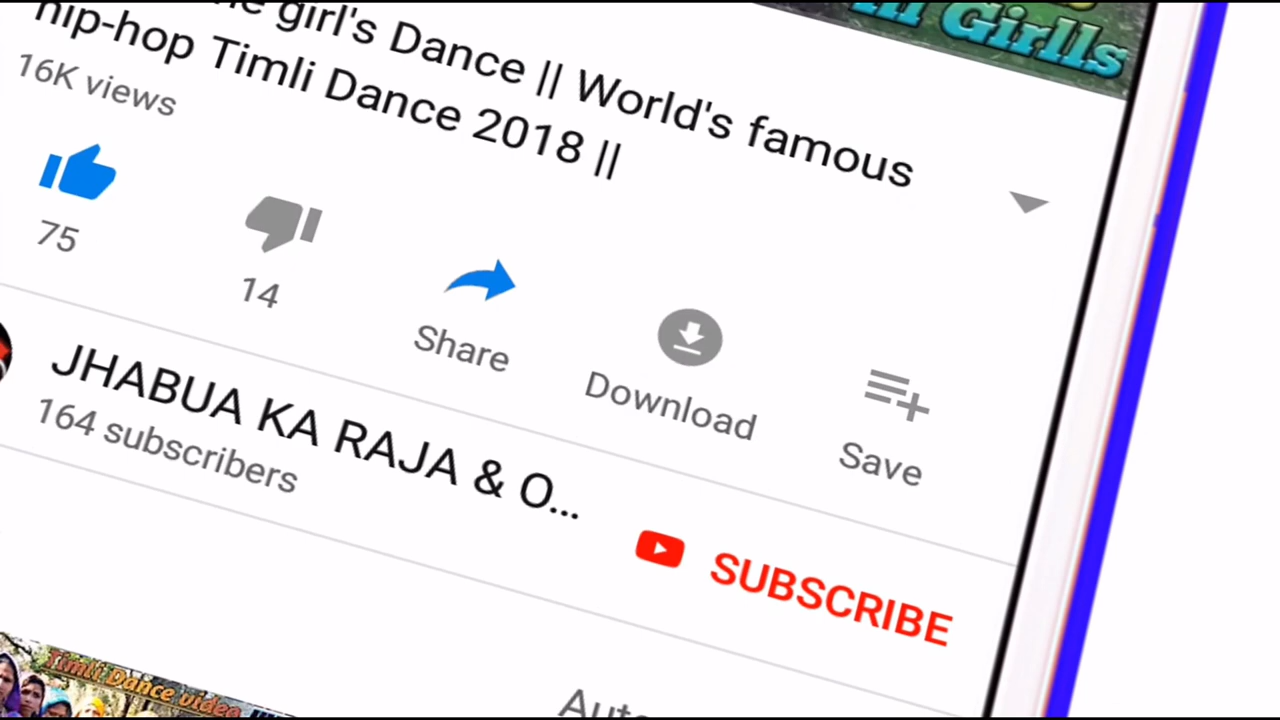 Girlls
girl's Dance || World's famous
hip-hop Timli Dance 2018 ||
16K views
75
14
Share
Download
Save
JHABUA KA RAJA & O...
164 subscribers
SUBSCRIBE
Timli Dance video